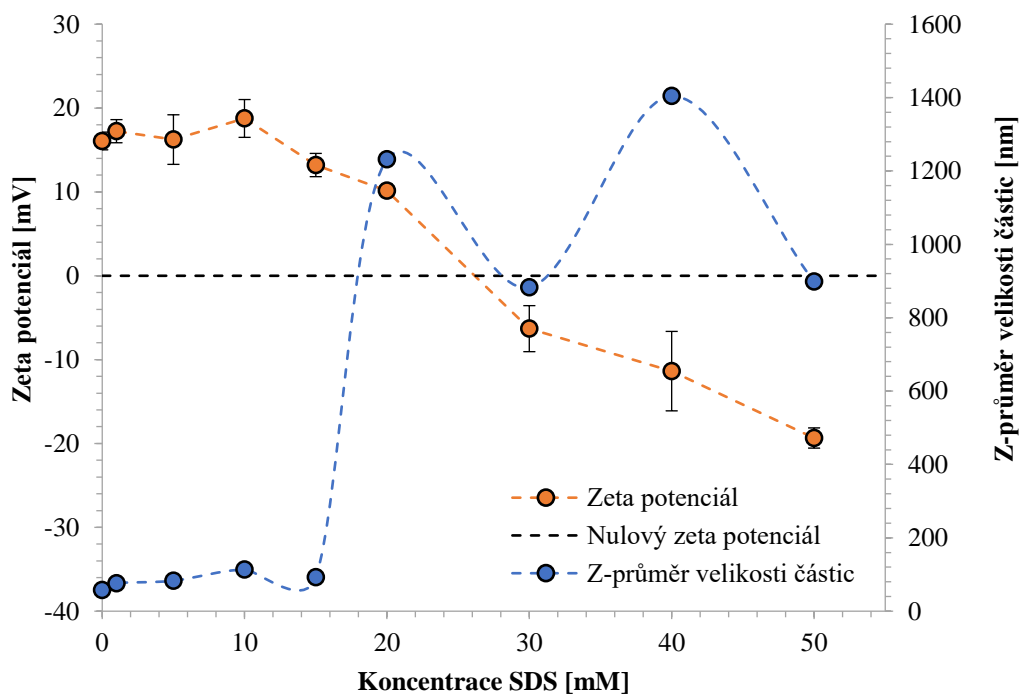 30
20
10
0
-10
-20
-30
-40
Zeta potenciál [mV]
1600
1400
1200
1000
800
600
400
200
0
Z-průměr velikosti částic [nm]
Zeta potenciál
Nulový zeta potenciál
Z-průměr velikosti částic
0 10 20 30 40 50
Koncentrace SDS [mM]